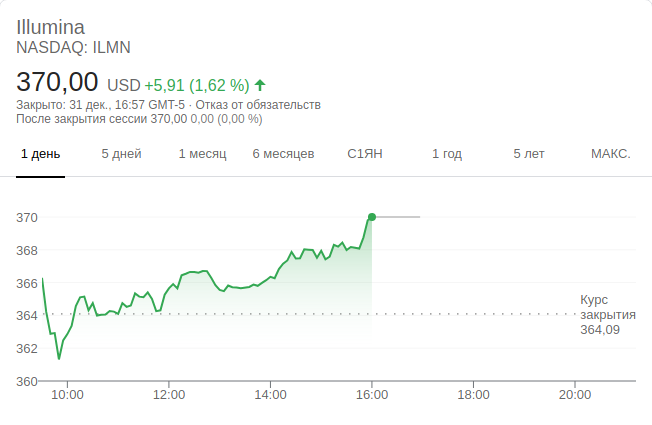 Illumina
NASDAQ: ILMN
370,00 USD +5,91 (1,62 %)
Закрыто: 31 дек., 16:57 GMT-5 · Отказ от обязательств
После закрытия сессии 370,00 0,00 (0,00 %)
1 день 5 дней 1 месяц 6 месяцев С1ЯН 1 год 5 лет МАКС.
370
368
366
364
362
360
Курс
закрытия
364,09
10:00 12:00 14:00 16:00 18:00 20:00